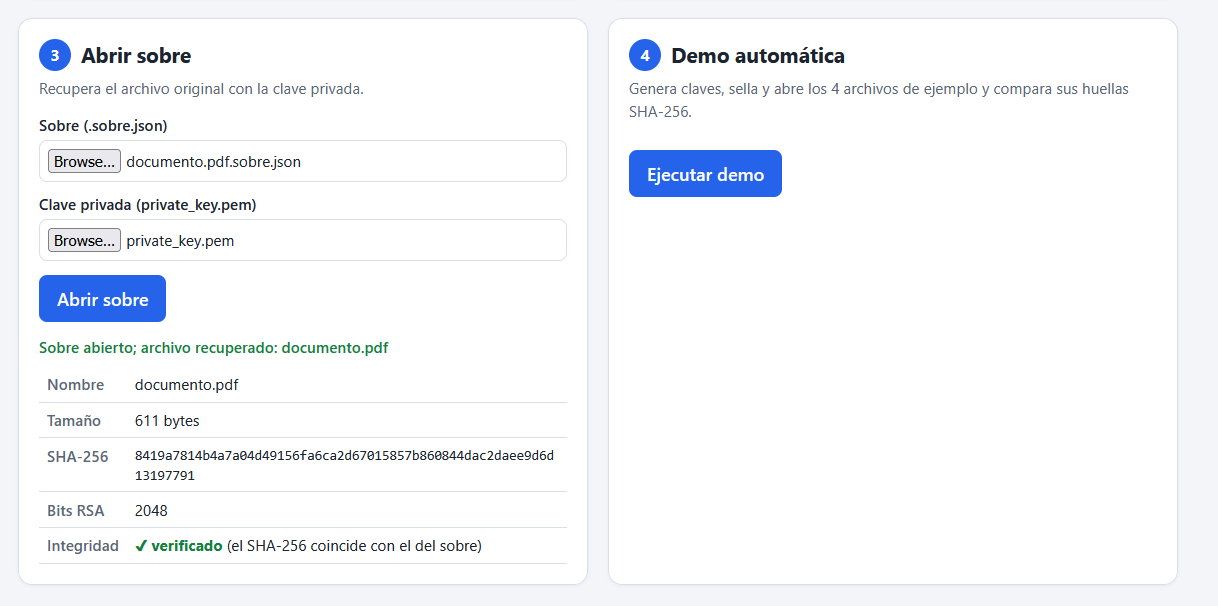 3 Abrir sobre
Recupera el archivo original con la clave privada.
Sobre (.sobre.json)
Browse... documento.pdf.sobre.json
Clave privada (private_key.pem)
Browse... private_key.pem
Abrir sobre
Sobre abierto; archivo recuperado: documento.pdf
Nombre documento.pdf
Tamaño 611 bytes
SHA-256 8419a7814b4a7a04d49156fa6ca2d67015857b860844dac2daee9d6d
13197791
Bits RSA 2048
Integridad ✔ verificado (el SHA-256 coincide con el del sobre)
4 Demo automática
Genera claves, sella y abre los 4 archivos de ejemplo y compara sus huellas
SHA-256.
Ejecutar demo